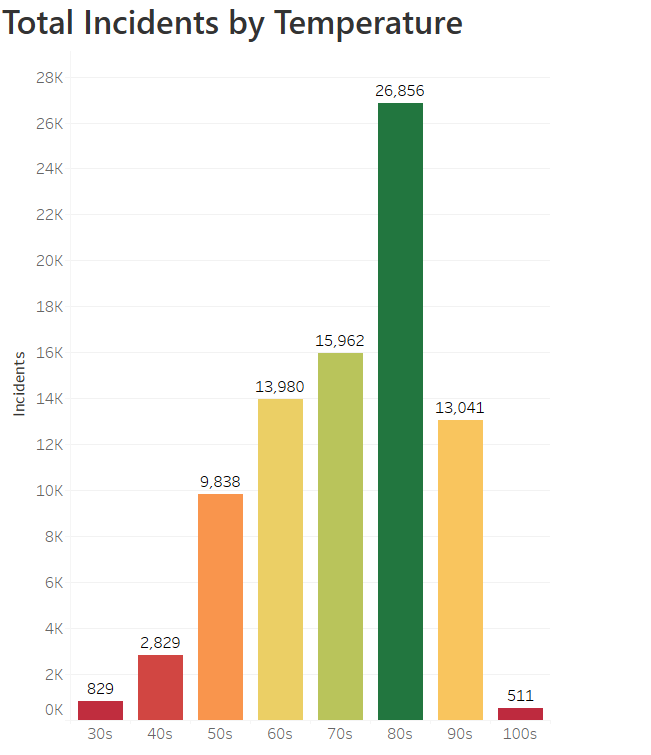 Total Incidents by Temperature
28K
26,856
26K
24K
22K
20K
18K
16K
15,962
14K
13,980
13,041
12K
10K
9,838
8K
6K
4K
2,829
2K
829
511
0K
Incidents
30s 40s 50s 60s 70s 80s 90s 100s